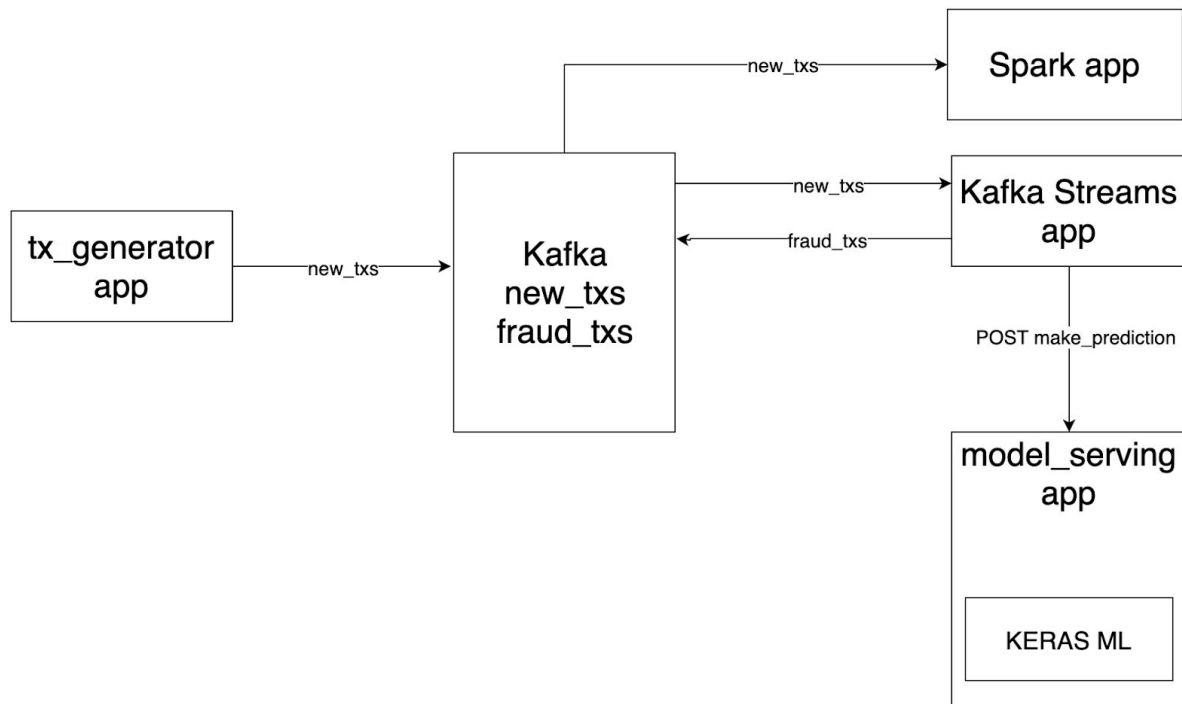 new_txs
Spark app
new_txs
Kafka Streams
app
fraud_txs
tx_generator
app
new_txs
Kafka
new_txs
fraud_txs
POST make_prediction
model_serving
app
KERAS ML